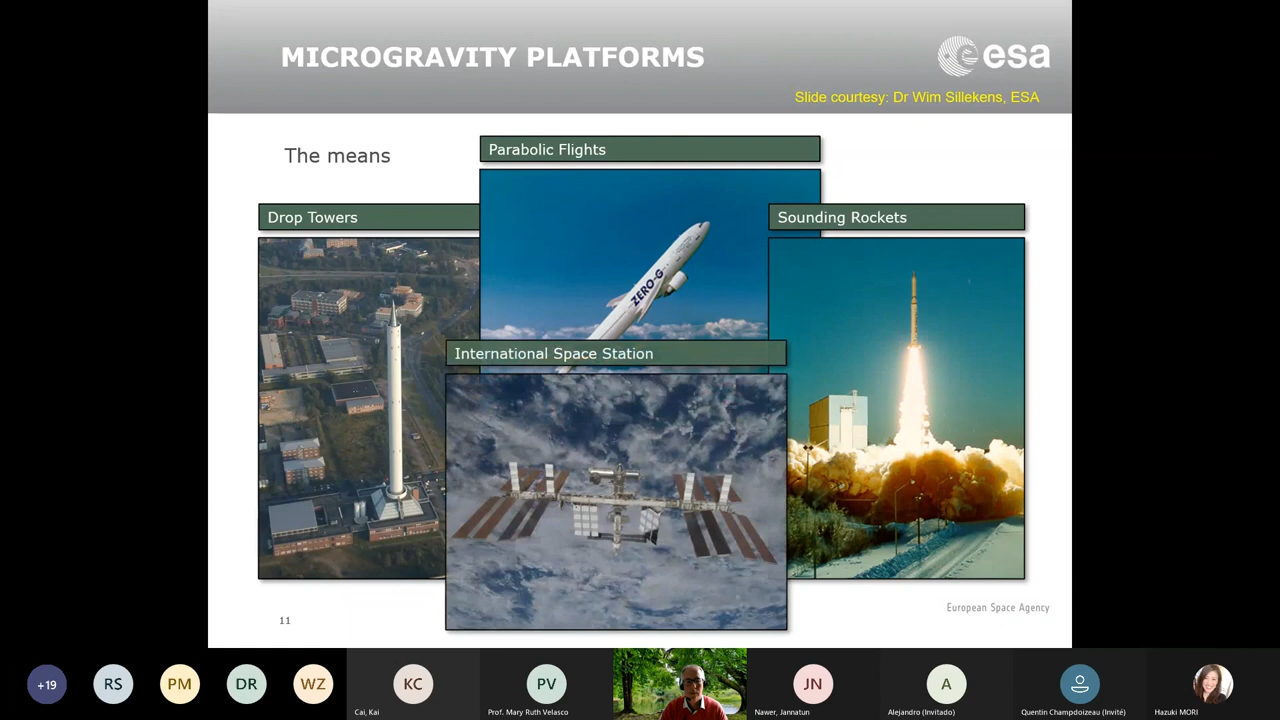 MICROGRAVITY PLATFORMS
esa
Slide courtesy: Dr Wim Sillekens, ESA
The means
Parabolic Flights
Drop Towers
Sounding Rockets
ZERO-G
International Space Station
European Space Agency
11
+19
RS
PM
DR
WZ
KC
PV
JN
A
Cai, Kai
Prof. Mary Ruth Velasco
Nawer, Jannatun
Alejandro (Invitado)
Quentin Champdoizeau (Invité)
Hazuki MORI